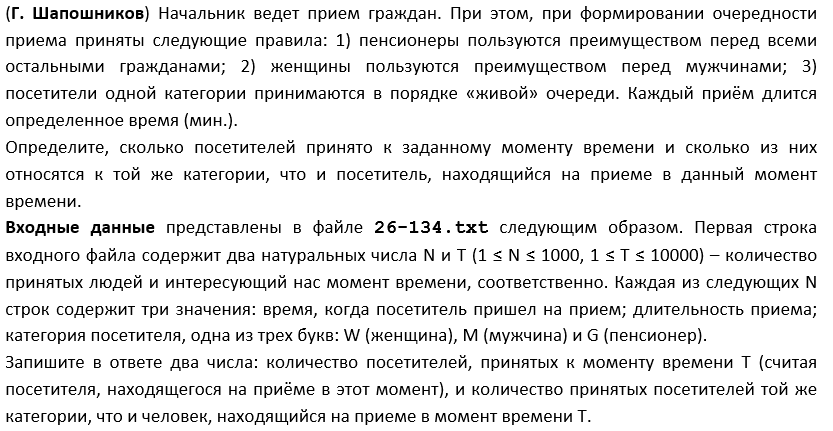 (Г. Шапошников) Начальник ведет прием граждан. При этом, при формировании очередности
приема приняты следующие правила: 1) пенсионеры пользуются преимуществом перед всеми
остальными гражданами; 2) женщины пользуются преимуществом перед мужчинами; 3)
посетители одной категории принимаются в порядке «живой» очереди. Каждый приём длится
определенное время (мин.).
Определите, сколько посетителей принято к заданному моменту времени и сколько из них
относятся к той же категории, что и посетитель, находящийся на приеме в данный момент
времени.
Входные данные представлены в файле 26-134.txt следующим образом. Первая строка
входного файла содержит два натуральных числа N и T (1 ≤ N ≤ 1000, 1 ≤ T ≤ 10000) – количество
принятых людей и интересующий нас момент времени, соответственно. Каждая из следующих N
строк содержит три значения: время, когда посетитель пришел на прием; длительность приема;
категория посетителя, одна из трех букв: W (женщина), M (мужчина) и G (пенсионер).
Запишите в ответе два числа: количество посетителей, принятых к моменту времени T (считая
посетителя, находящегося на приёме в этот момент), и количество принятых посетителей той же
категории, что и человек, находящийся на приеме в момент времени T.